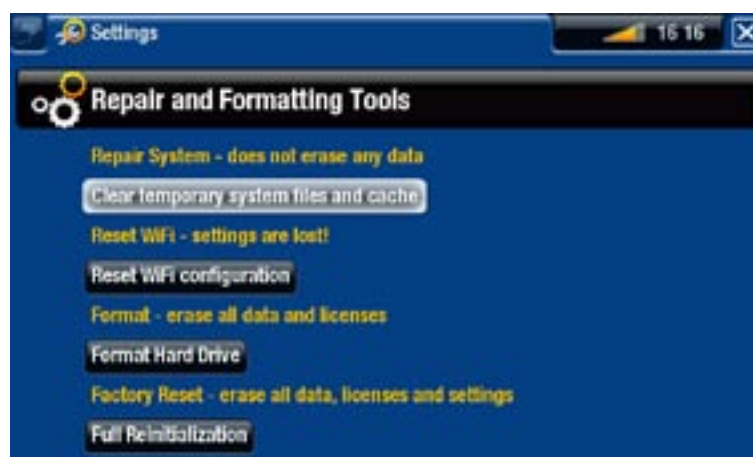 Settings
16 16
Repair and Formatting Tools
Repair System - does not erase any data
Clear temporary system files and cache
Reset WiFi - settings are lost!
Reset WiFi configuration
Format - erase all data and licenses
Format Hard Drive
Factory Reset - erase all data, licenses and settings
Full Reinitialization